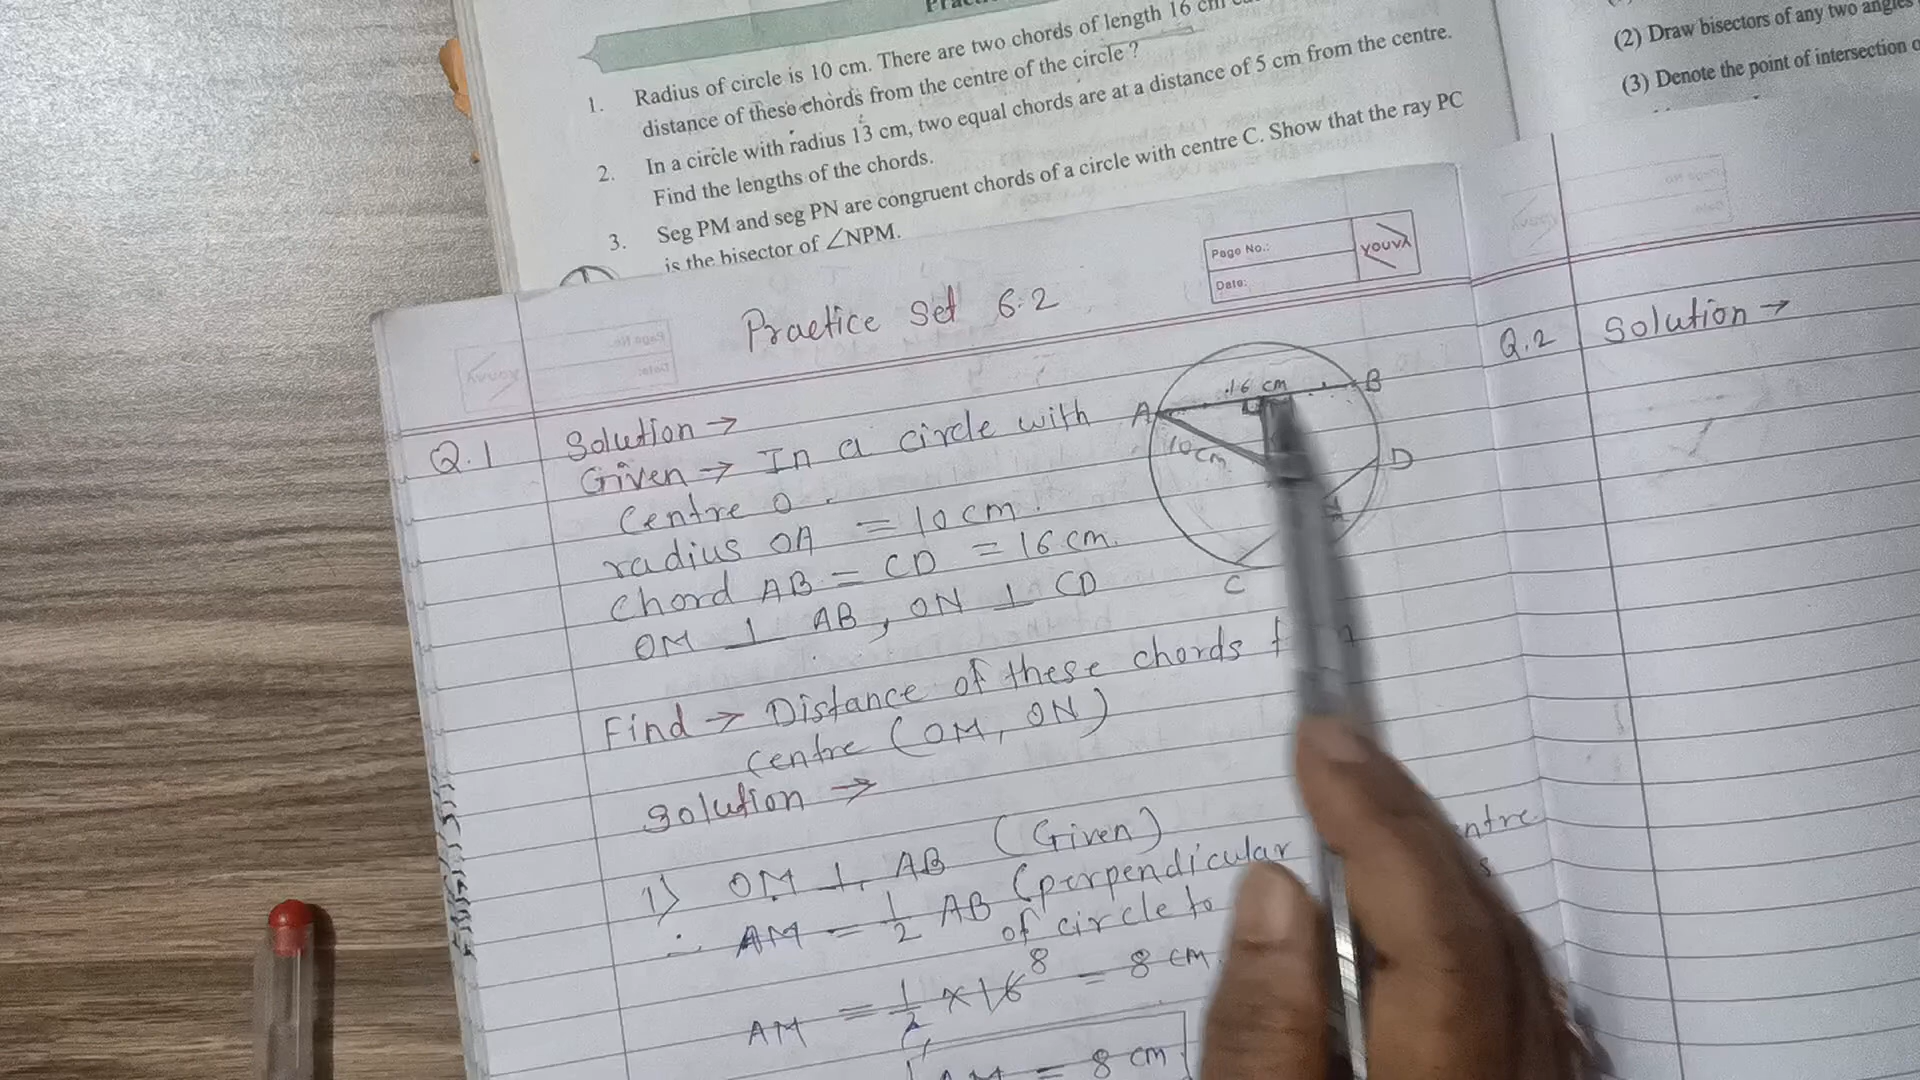 1. Radius of circle is 10 cm. There are two chords of length 16 cm
distance of these chords from the centre of the circle ?
2. In a circle with radius 13 cm, two equal chords are at a distance of 5 cm from the centre.
Find the lengths of the chords.
3. Seg PM and seg PN are congruent chords of a circle with centre C. Show that the ray PC
is the bisector of ∠NPM.
(2) Draw bisectors of any two angles
(3) Denote the point of intersection
Page No.:
Date:
YOUVA
Practice Set 6.2
Q.1 Solution →
Given → In a circle with
Centre O.
radius OA = 10 cm.
Chord AB = CD = 16 cm.
OM ⊥ AB, ON ⊥ CD
A
16 cm
B
10cm
D
C
Find → Distance of these chords
centre (OM, ON)
Solution →
1) OM ⊥ AB (Given)
∴ AM = 1/2 AB (perpendicular
of circle to
AM = 1/2 × 16 8 = 8 cm.
AM = 8 cm
Q.2 Solution →